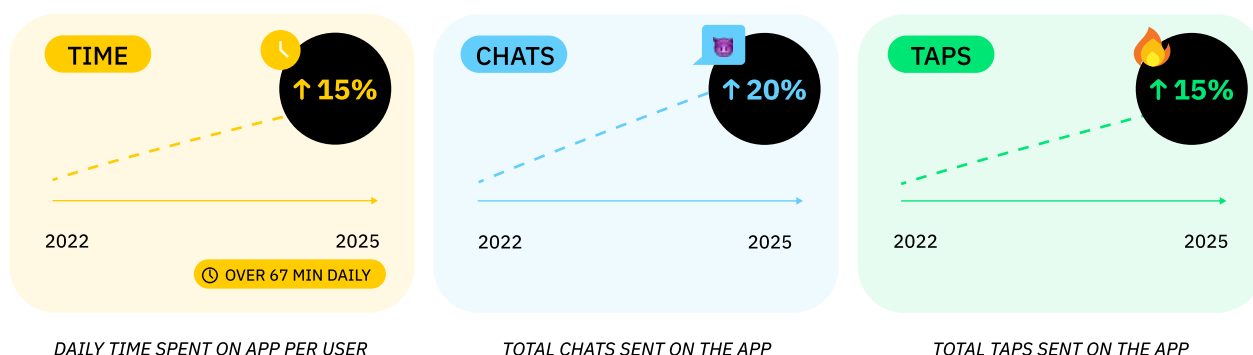 TIME
↑ 15%
2022
2025
OVER 67 MIN DAILY
DAILY TIME SPENT ON APP PER USER
CHATS
↑ 20%
2022
2025
TOTAL CHATS SENT ON THE APP
TAPS
↑ 15%
2022
2025
TOTAL TAPS SENT ON THE APP